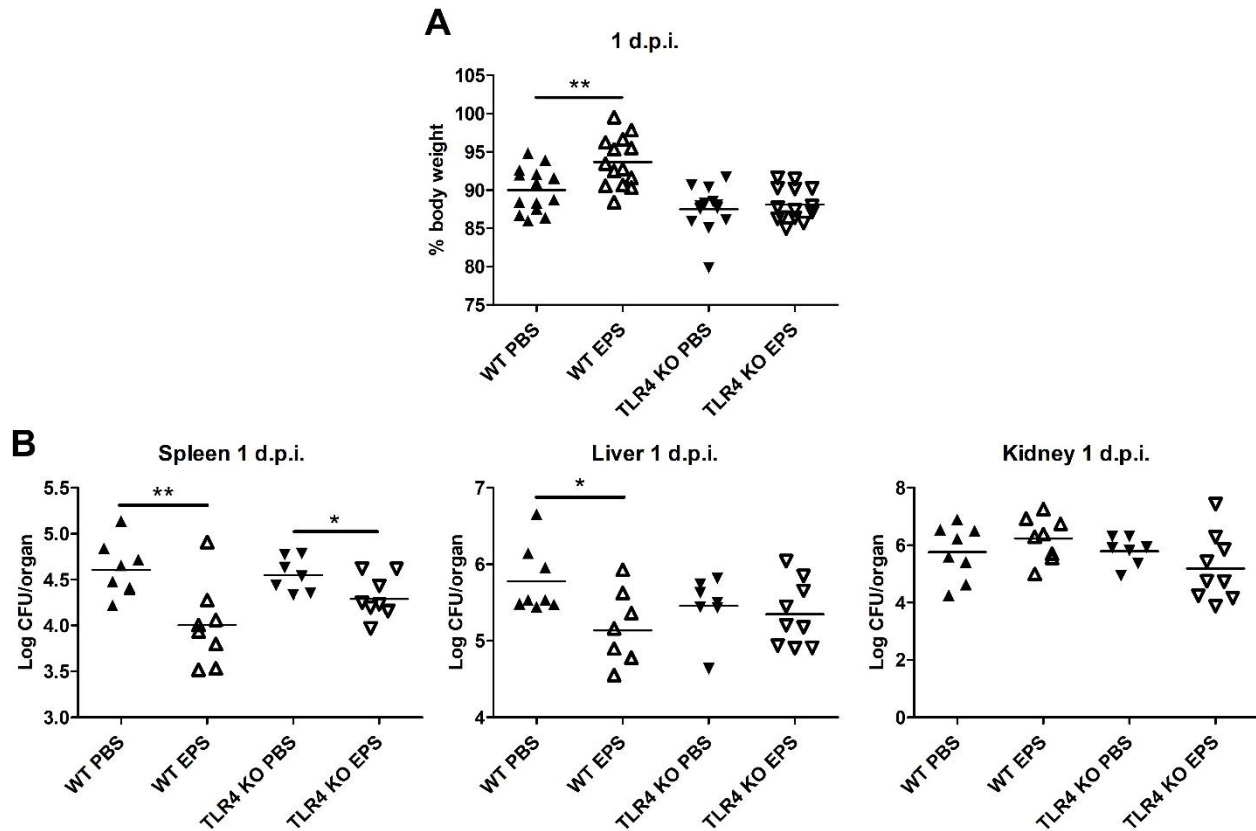 A
1 d.p.i.
% body weight
105
100
95
90
85
80
75
**
WT PBS
WT EPS
TLR4 KO PBS
TLR4 KO EPS
B
Spleen 1 d.p.i.
Log CFU/organ
5.5
5.0
4.5
4.0
3.5
3.0
**
*
WT PBS
WT EPS
TLR4 KO PBS
TLR4 KO EPS
Liver 1 d.p.i.
Log CFU/organ
7
6
5
4
*
WT PBS
WT EPS
TLR4 KO PBS
TLR4 KO EPS
Kidney 1 d.p.i.
Log CFU/organ
8
6
4
2
0
WT PBS
WT EPS
TLR4 KO PBS
TLR4 KO EPS